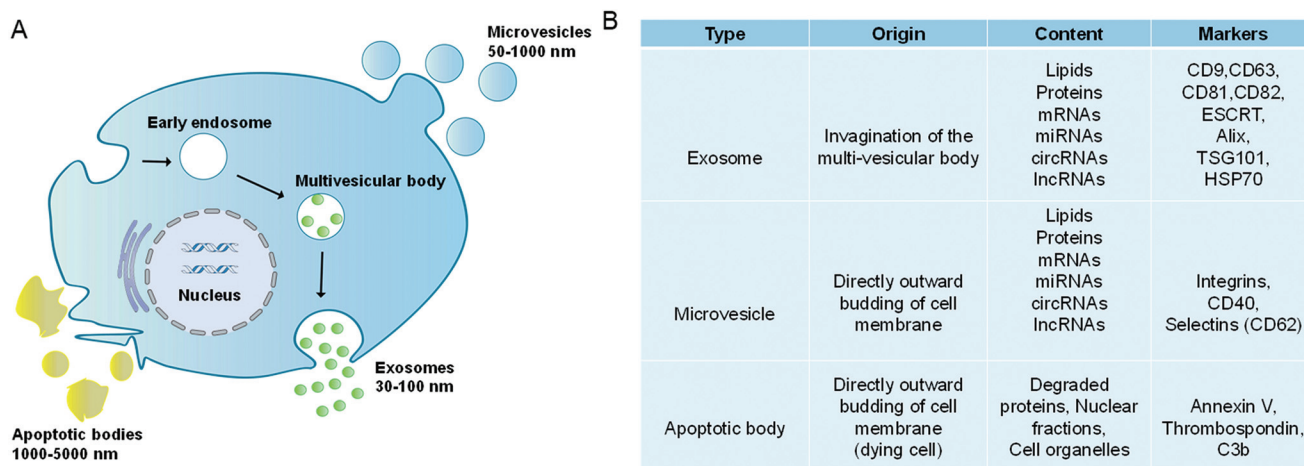 A
Microvesicles
50-1000 nm
Early endosome
Multivesicular body
Nucleus
Exosomes
30-100 nm
Apoptotic bodies
1000-5000 nm
B
Type Origin Content Markers
Exosome
Invagination of the
multi-vesicular body
Lipids
Proteins
mRNAs
miRNAs
circRNAs
lncRNAs
CD9,CD63,
CD81,CD82,
ESCRT,
Alix,
TSG101,
HSP70
Microvesicle
Directly outward
budding of cell
membrane
Lipids
Proteins
mRNAs
miRNAs
circRNAs
lncRNAs
Integrins,
CD40,
Selectins (CD62)
Apoptotic body
Directly outward
budding of cell
membrane
(dying cell)
Degraded
proteins, Nuclear
fractions,
Cell organelles
Annexin V,
Thrombospondin,
C3b